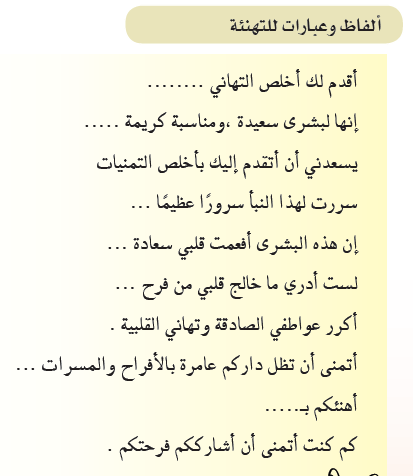 ألفاظ وعبارات للتهنئة
أقدم لك أخلص التهاني ........
إنها لبشرى سعيدة ،ومناسبة كريمة .....
يسعدني أن أتقدم إليك بأخلص التمنيات
سررت لهذا النبأ سرورًا عظيمًا ...
إن هذه البشرى أفعمت قلبي سعادة ...
لست أدري ما خالج قلبي من فرح ...
أكرر عواطفي الصادقة وتهاني القلبية .
أتمنى أن تظل داركم عامرة بالأفراح والمسرات ...
أهنئكم بـ.....
كم كنت أتمنى أن أشارككم فرحتكم .